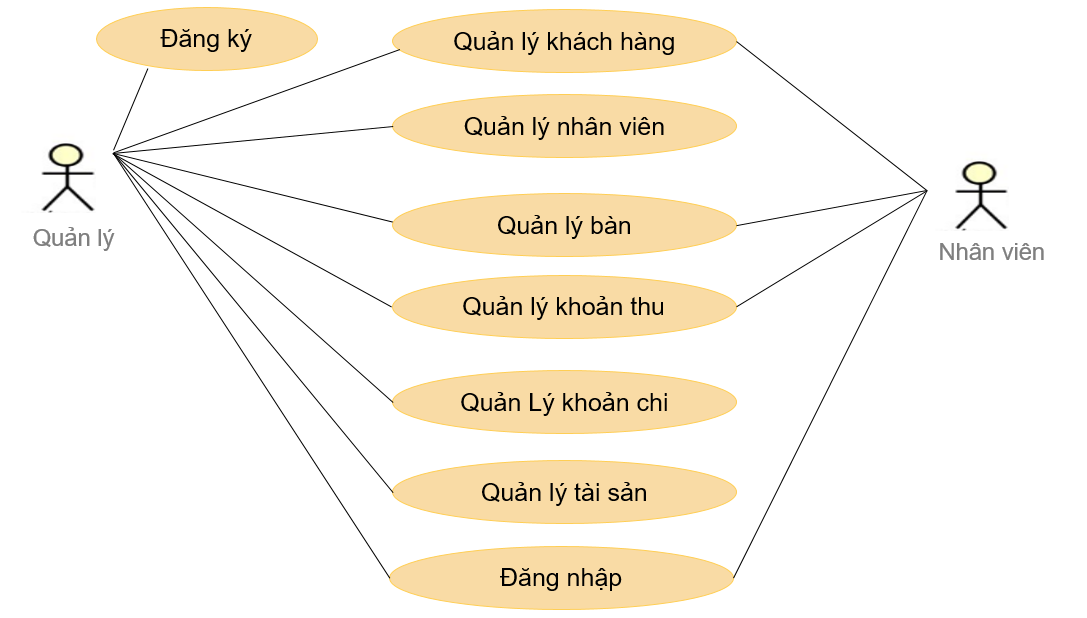 Đăng ký
Quản lý khách hàng
Quản lý nhân viên
Quản lý
Nhân viên
Quản lý bàn
Quản lý khoản thu
Quản Lý khoản chi
Quản lý tài sản
Đăng nhập